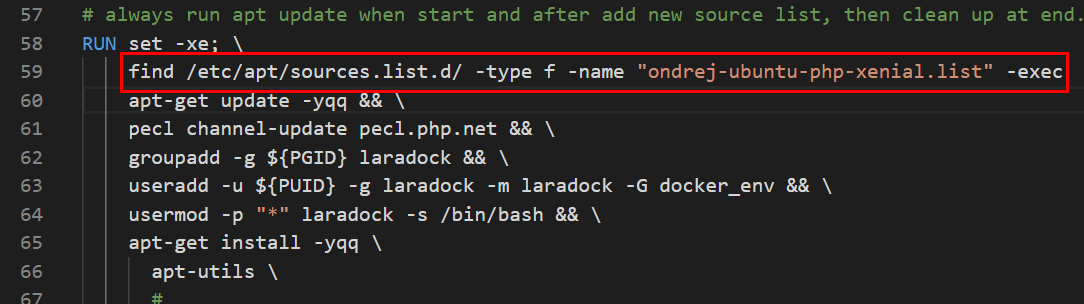 57 # always run apt update when start and after add new source list, then clean up at end.
58 RUN set -xe; \
59 find /etc/apt/sources.list.d/ -type f -name "ondrej-ubuntu-php-xenial.list" -exec
60 apt-get update -yqq && \
61 pecl channel-update pecl.php.net && \
62 groupadd -g ${PGID} laradock && \
63 useradd -u ${PUID} -g laradock -m laradock -G docker_env && \
64 usermod -p "*" laradock -s /bin/bash && \
65 apt-get install -yqq \
66 apt-utils \
67 #